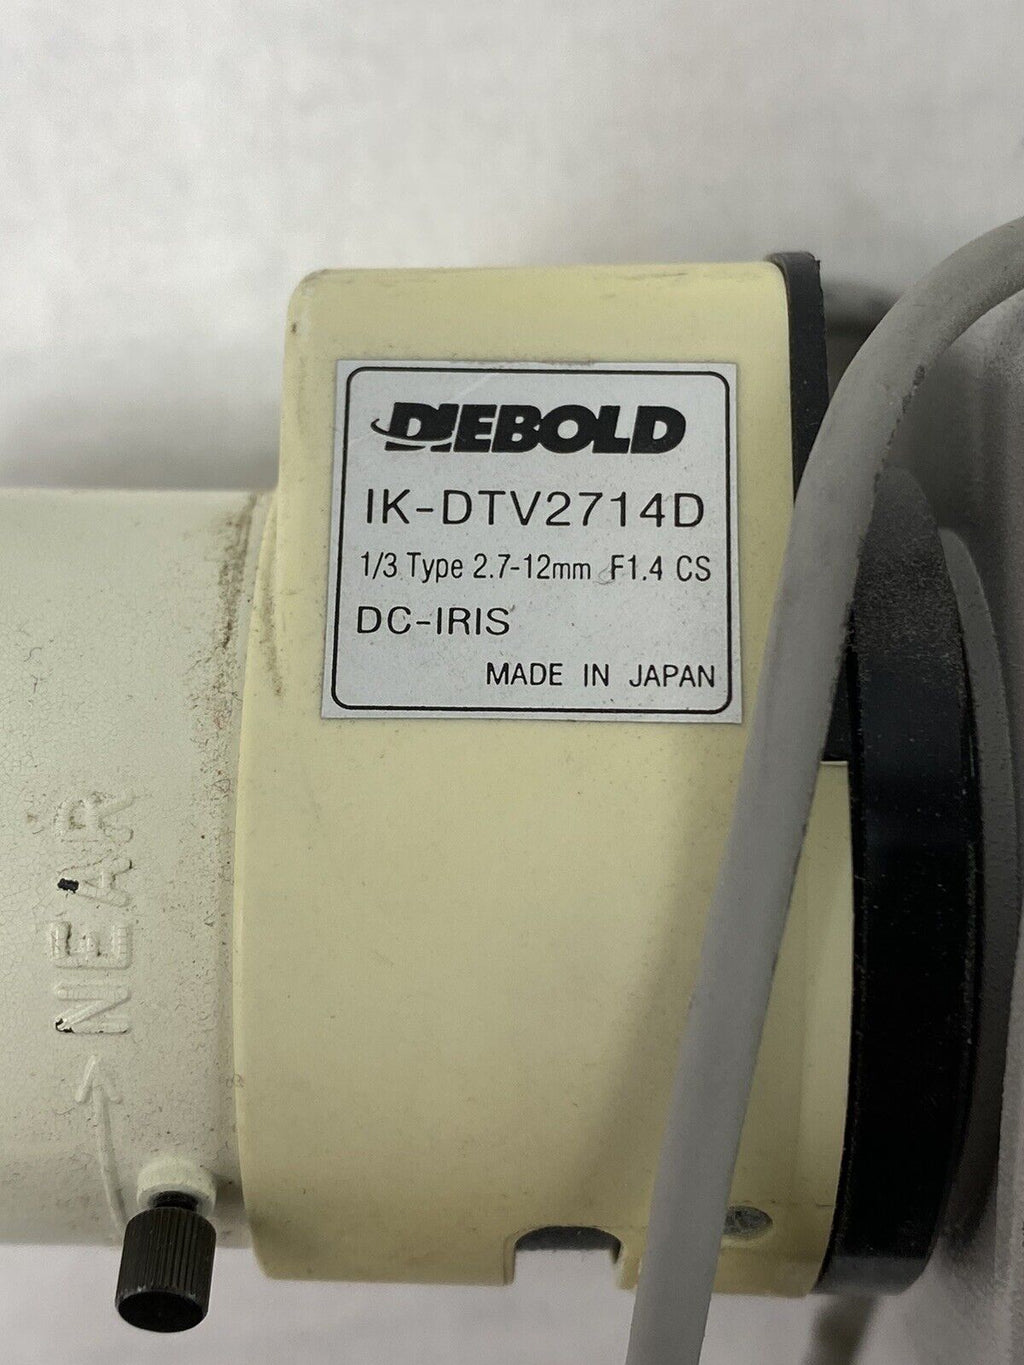 DIEBOLD
IK-DTV2714D
1/3 Type 2.7-12mm F1.4 CS
DC-IRIS
MADE IN JAPAN
NEAR